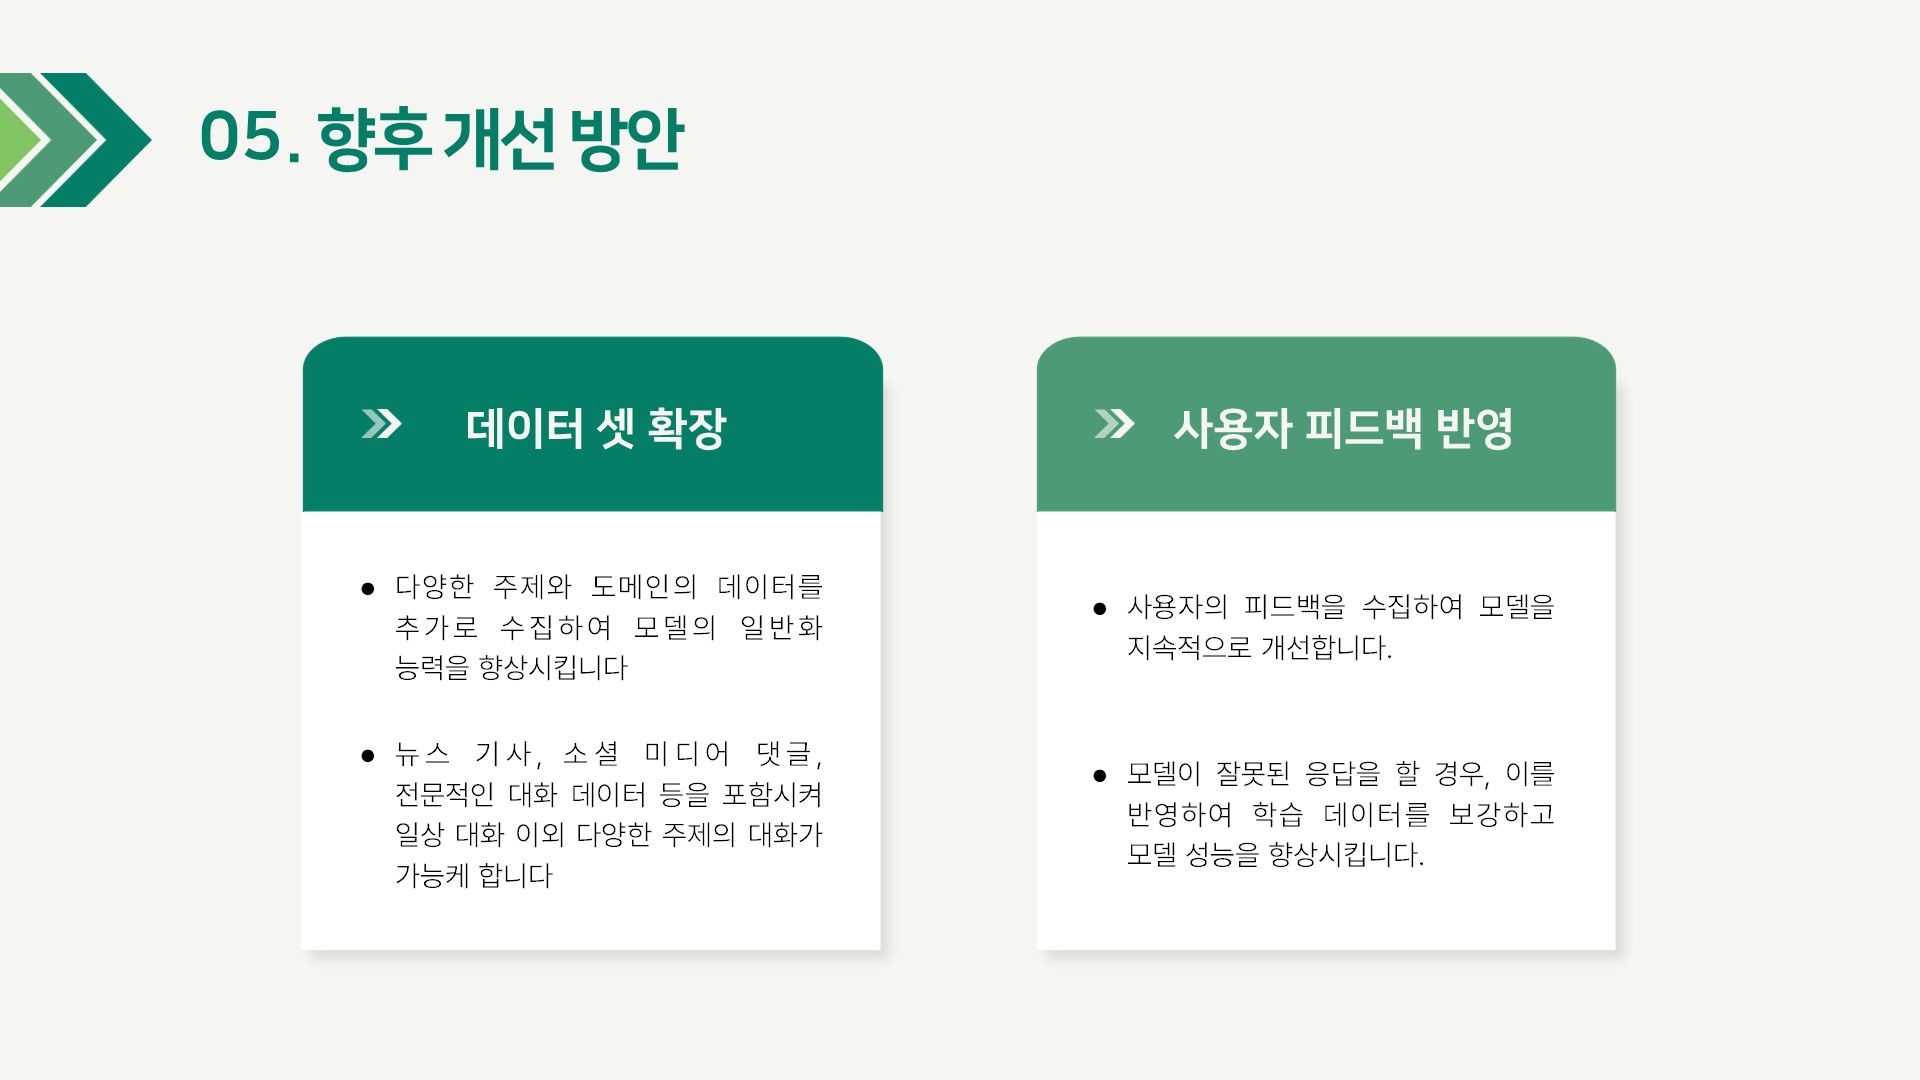 05. 향후 개선 방안
데이터 셋 확장
● 다양한 주제와 도메인의 데이터를
추가로 수집하여 모델의 일반화
능력을 향상시킵니다
● 뉴스 기사, 소셜 미디어 댓글,
전문적인 대화 데이터 등을 포함시켜
일상 대화 이외 다양한 주제의 대화가
가능케 합니다
사용자 피드백 반영
● 사용자의 피드백을 수집하여 모델을
지속적으로 개선합니다.
● 모델이 잘못된 응답을 할 경우, 이를
반영하여 학습 데이터를 보강하고
모델 성능을 향상시킵니다.